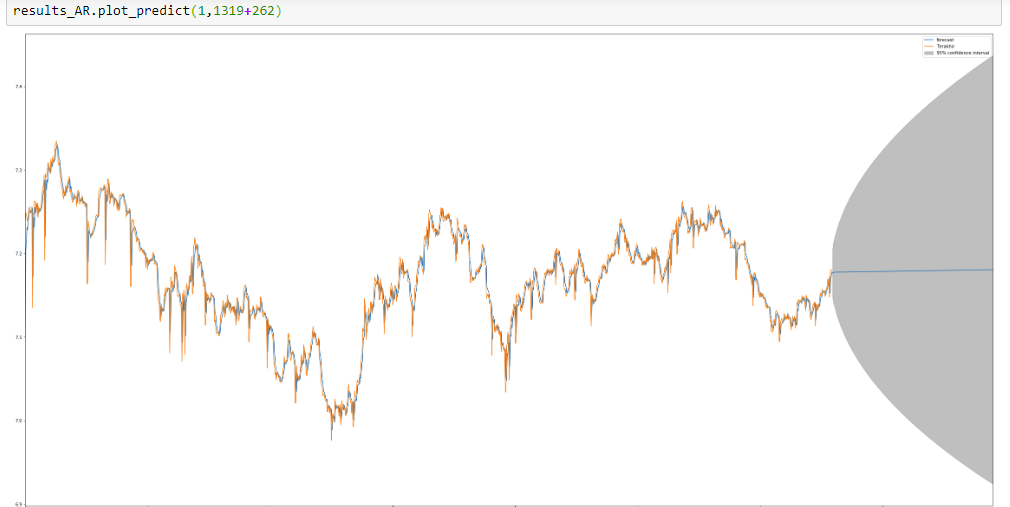 results_AR.plot_predict(1,1319+262)
forecast
Terakhir
95% confidence interval
7.4
7.3
7.2
7.1
7.0
6.9